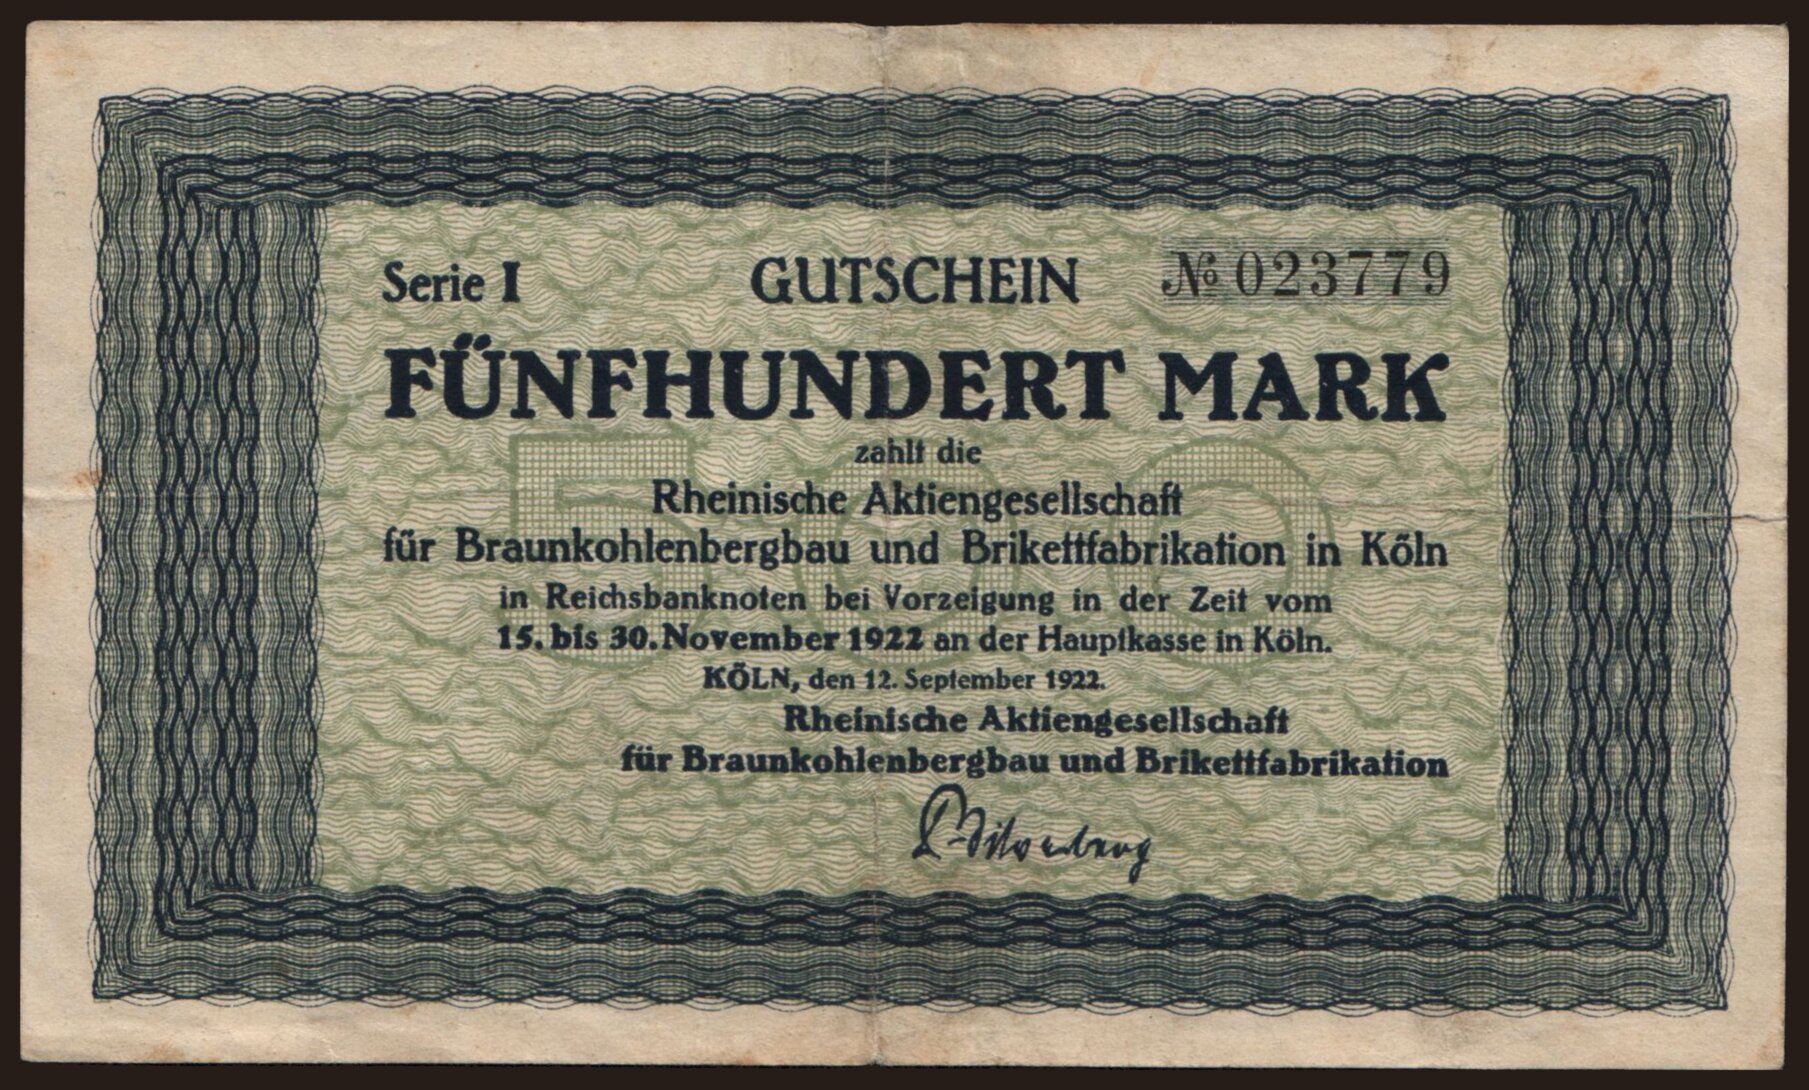 Serie I GUTSCHEIN № 023779
FÜNFHUNDERT MARK
500
zahlt die
Rheinische Aktiengesellschaft
für Braunkohlenbergbau und Brikettfabrikation in Köln
in Reichsbanknoten bei Vorzeigung in der Zeit vom
15. bis 30. November 1922 an der Hauptkasse in Köln.
KÖLN, den 12. September 1922.
Rheinische Aktiengesellschaft
für Braunkohlenbergbau und Brikettfabrikation